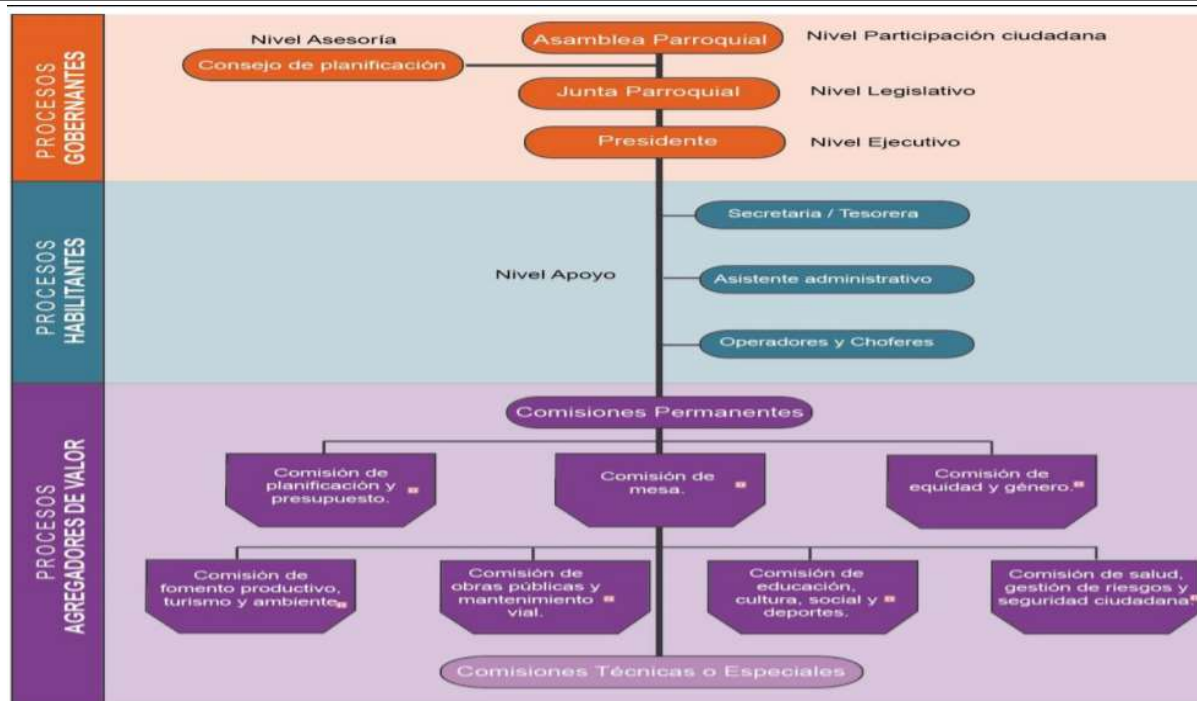 PROCESOS
GOBERNANTES
Nivel Asesoría
Asamblea Parroquial
Nivel Participación ciudadana
Consejo de planificación
Junta Parroquial
Nivel Legislativo
Presidente
Nivel Ejecutivo
PROCESOS
HABILITANTES
Secretaria / Tesorera
Nivel Apoyo
Asistente administrativo
Operadores y Choferes
PROCESOS
AGREGADORES DE VALOR
Comisiones Permanentes
Comisión de
planificación y
presupuesto.
Comisión de
mesa.
Comisión de
equidad y género.
Comisión de
fomento productivo,
turismo y ambiente
Comisión de
obras públicas y
mantenimiento
vial.
Comisión de
educación,
cultura, social y
deportes.
Comisión de salud,
gestión de riesgos y
seguridad ciudadana
Comisiones Técnicas o Especiales